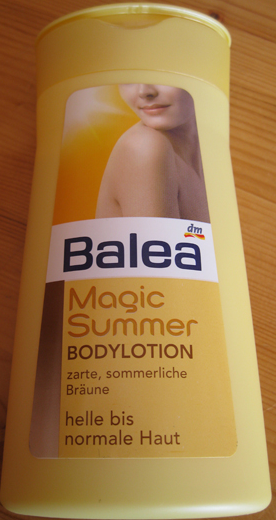 dm
Balea
Magic
Summer
BODYLOTION
zarte, sommerliche
Bräune
helle bis
normale Haut